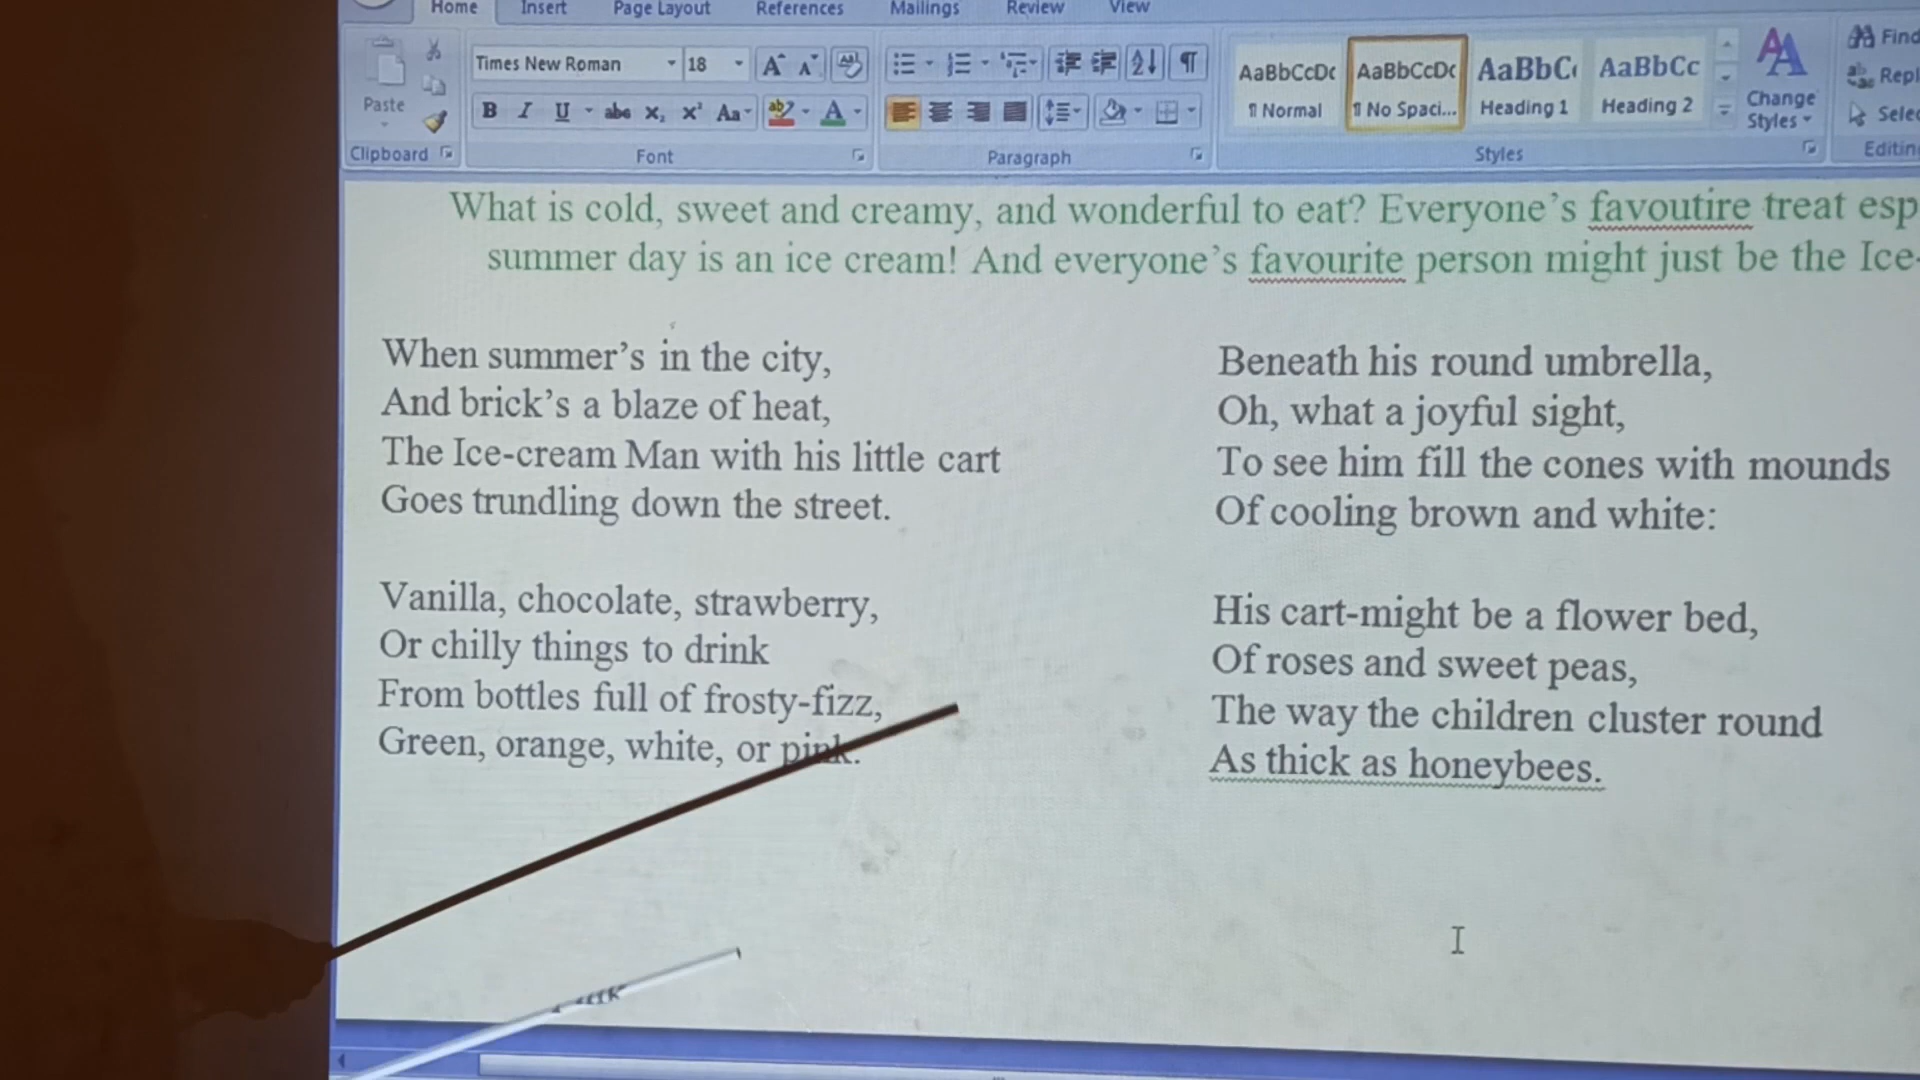 Home Insert Page Layout References Mailings Review View
Times New Roman 18
Paste
Clipboard Font Paragraph Styles
AaBbCcDc AaBbCcDc AaBbC AaBbCc
¶ Normal ¶ No Spaci... Heading 1 Heading 2
Change Styles
Find
What is cold, sweet and creamy, and wonderful to eat? Everyone's favoutire treat esp
summer day is an ice cream! And everyone's favourite person might just be the Ice-
When summer's in the city,
And brick's a blaze of heat,
The Ice-cream Man with his little cart
Goes trundling down the street.
Vanilla, chocolate, strawberry,
Or chilly things to drink
From bottles full of frosty-fizz,
Green, orange, white, or pink.
Beneath his round umbrella,
Oh, what a joyful sight,
To see him fill the cones with mounds
Of cooling brown and white:
His cart-might be a flower bed,
Of roses and sweet peas,
The way the children cluster round
As thick as honeybees.